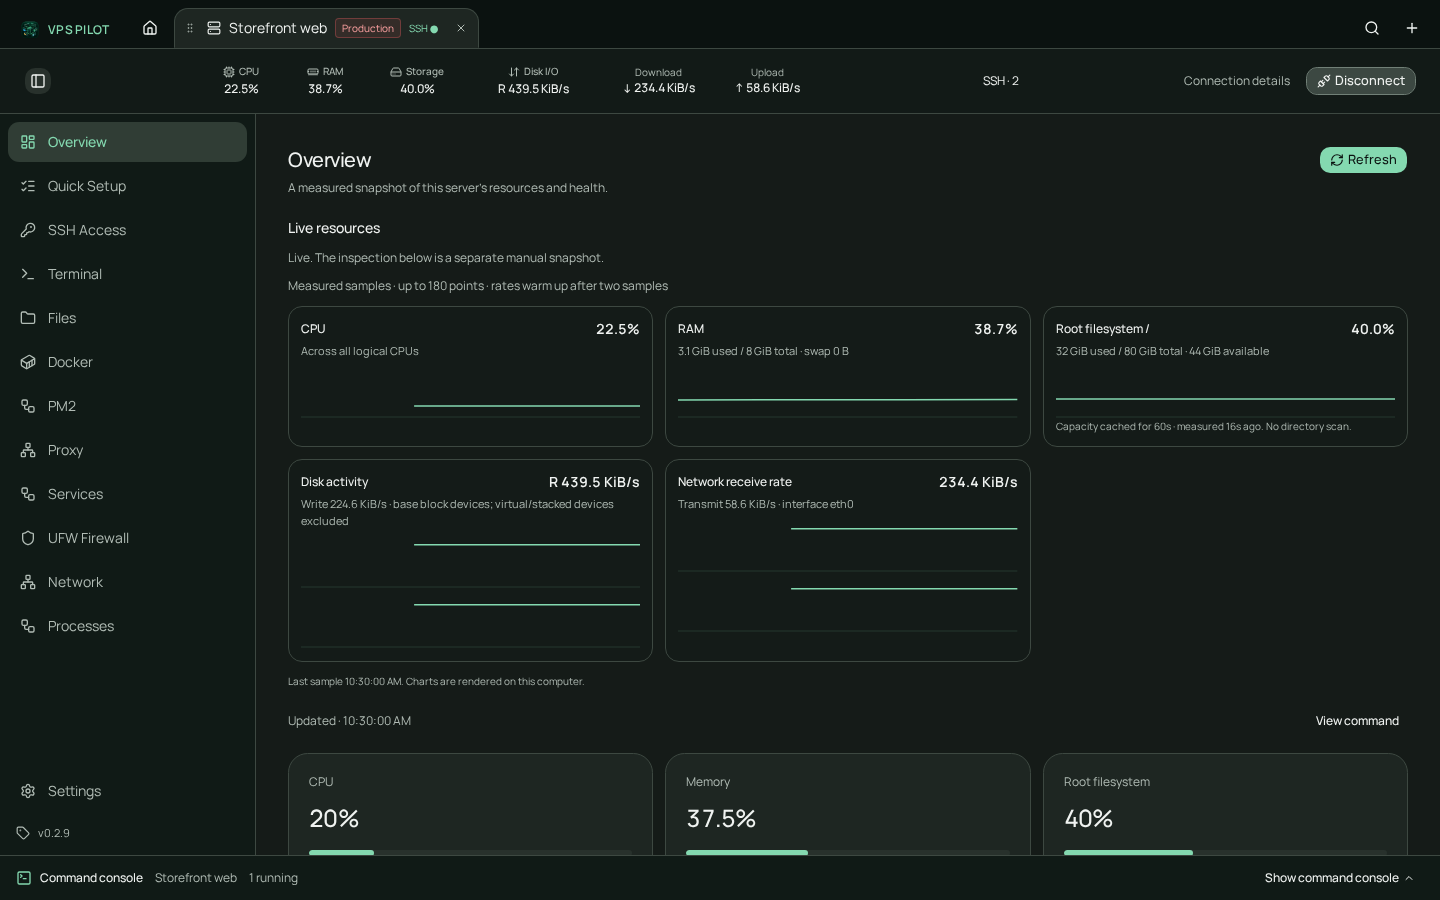 VPS PILOT
Storefront web Production SSH
CPU RAM Storage Disk I/O Download Upload
22.5% 38.7% 40.0% R 439.5 KiB/s ↓ 234.4 KiB/s ↑ 58.6 KiB/s
SSH · 2
Connection details
Disconnect
Overview
Quick Setup
SSH Access
Terminal
Files
Docker
PM2
Proxy
Services
UFW Firewall
Network
Processes
Settings
v0.2.9
Overview
Refresh
A measured snapshot of this server's resources and health.
Live resources
Live. The inspection below is a separate manual snapshot.
Measured samples · up to 180 points · rates warm up after two samples
CPU 22.5%
Across all logical CPUs
RAM 38.7%
3.1 GiB used / 8 GiB total · swap 0 B
Root filesystem / 40.0%
32 GiB used / 80 GiB total · 44 GiB available
Capacity cached for 60s · measured 16s ago. No directory scan.
Disk activity R 439.5 KiB/s
Write 224.6 KiB/s · base block devices; virtual/stacked devices
excluded
Network receive rate 234.4 KiB/s
Transmit 58.6 KiB/s · interface eth0
Last sample 10:30:00 AM. Charts are rendered on this computer.
Updated · 10:30:00 AM
View command
CPU
20%
Memory
37.5%
Root filesystem
40%
Command console Storefront web 1 running
Show command console